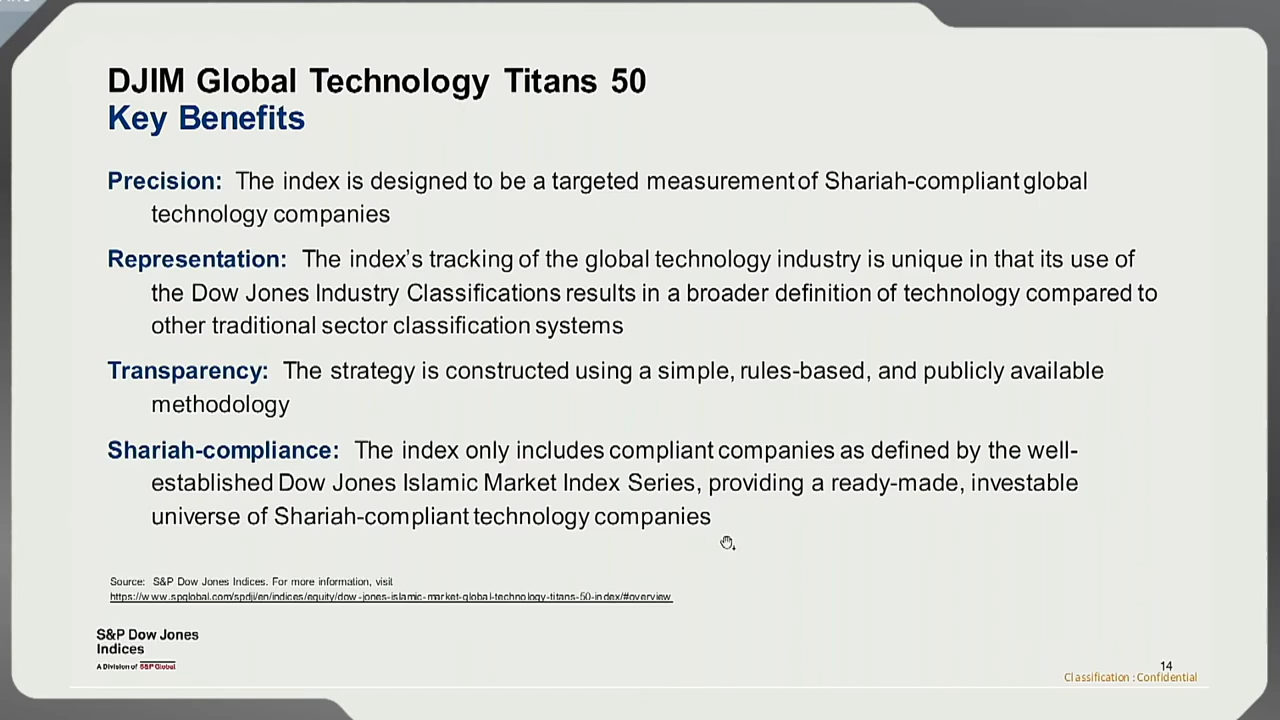 DJIM Global Technology Titans 50
Key Benefits
Precision: The index is designed to be a targeted measurement of Shariah-compliant global
technology companies
Representation: The index’s tracking of the global technology industry is unique in that its use of
the Dow Jones Industry Classifications results in a broader definition of technology compared to
other traditional sector classification systems
Transparency: The strategy is constructed using a simple, rules-based, and publicly available
methodology
Shariah-compliance: The index only includes compliant companies as defined by the well-
established Dow Jones Islamic Market Index Series, providing a ready-made, investable
universe of Shariah-compliant technology companies
Source: S&P Dow Jones Indices. For more information, visit
https://www.spglobal.com/spdji/en/indices/equity/dow-jones-islamic-market-global-technology-titans-50-index/#overview
S&P Dow Jones
Indices
A Division of S&P Global
14
Classification : Confidential